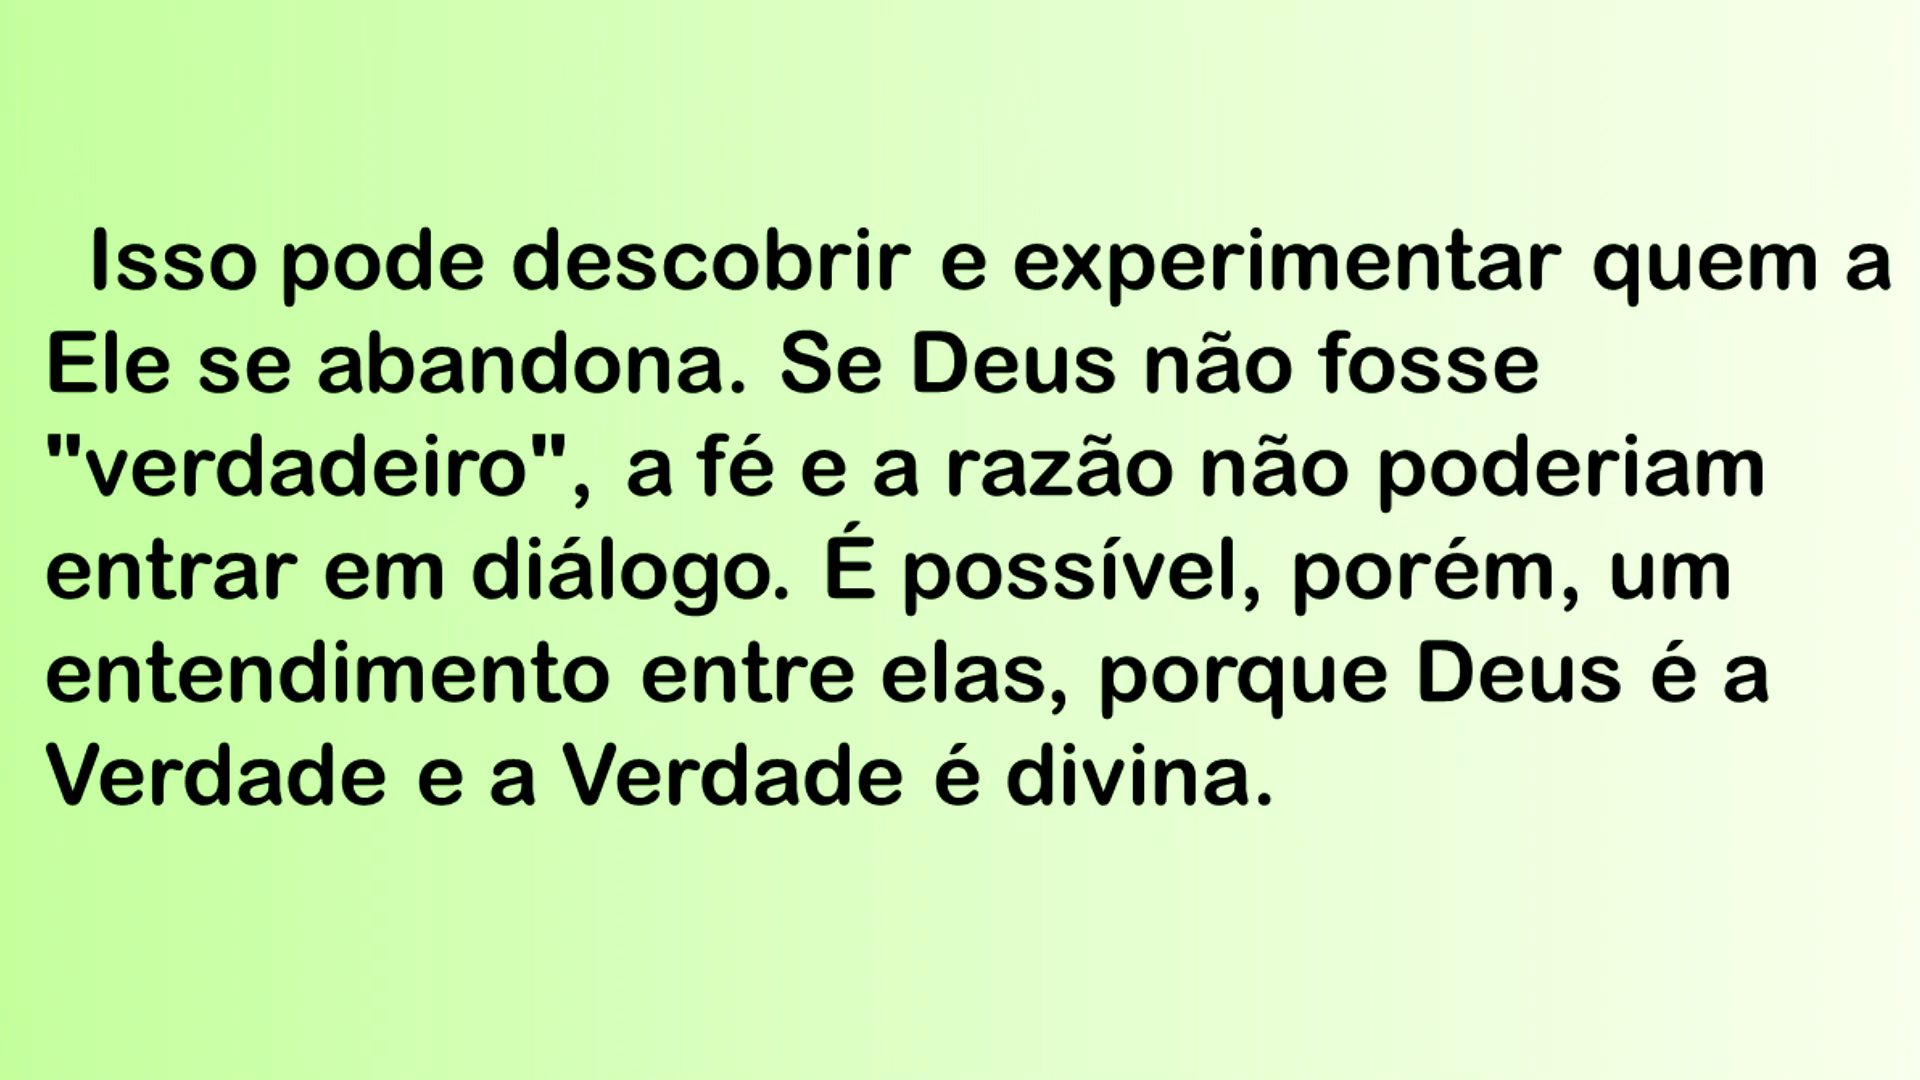 Isso pode descobrir e experimentar quem a
Ele se abandona. Se Deus não fosse
"verdadeiro", a fé e a razão não poderiam
entrar em diálogo. É possível, porém, um
entendimento entre elas, porque Deus é a
Verdade e a Verdade é divina.